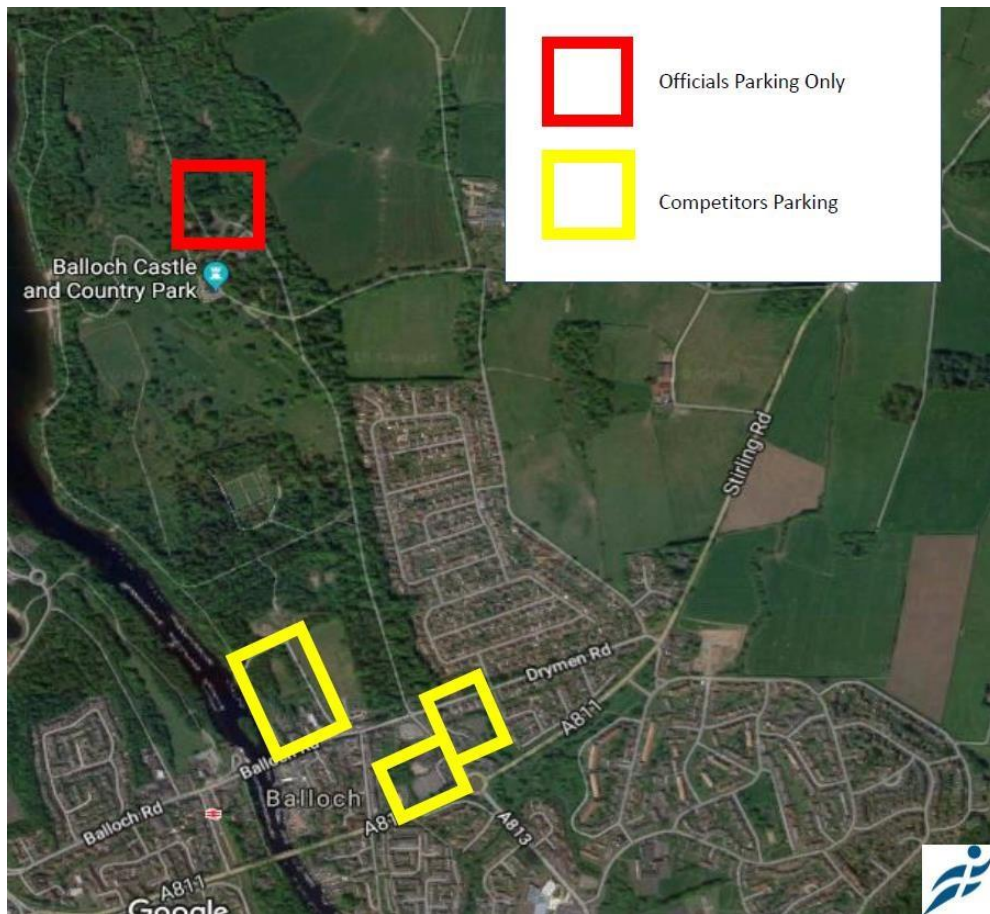 Officials Parking Only
Competitors Parking
Balloch Castle
and Country Park
Stirling Rd
Drymen Rd
A811
Balloch Rd
Balloch
Balloch Rd
A813
A811
Google